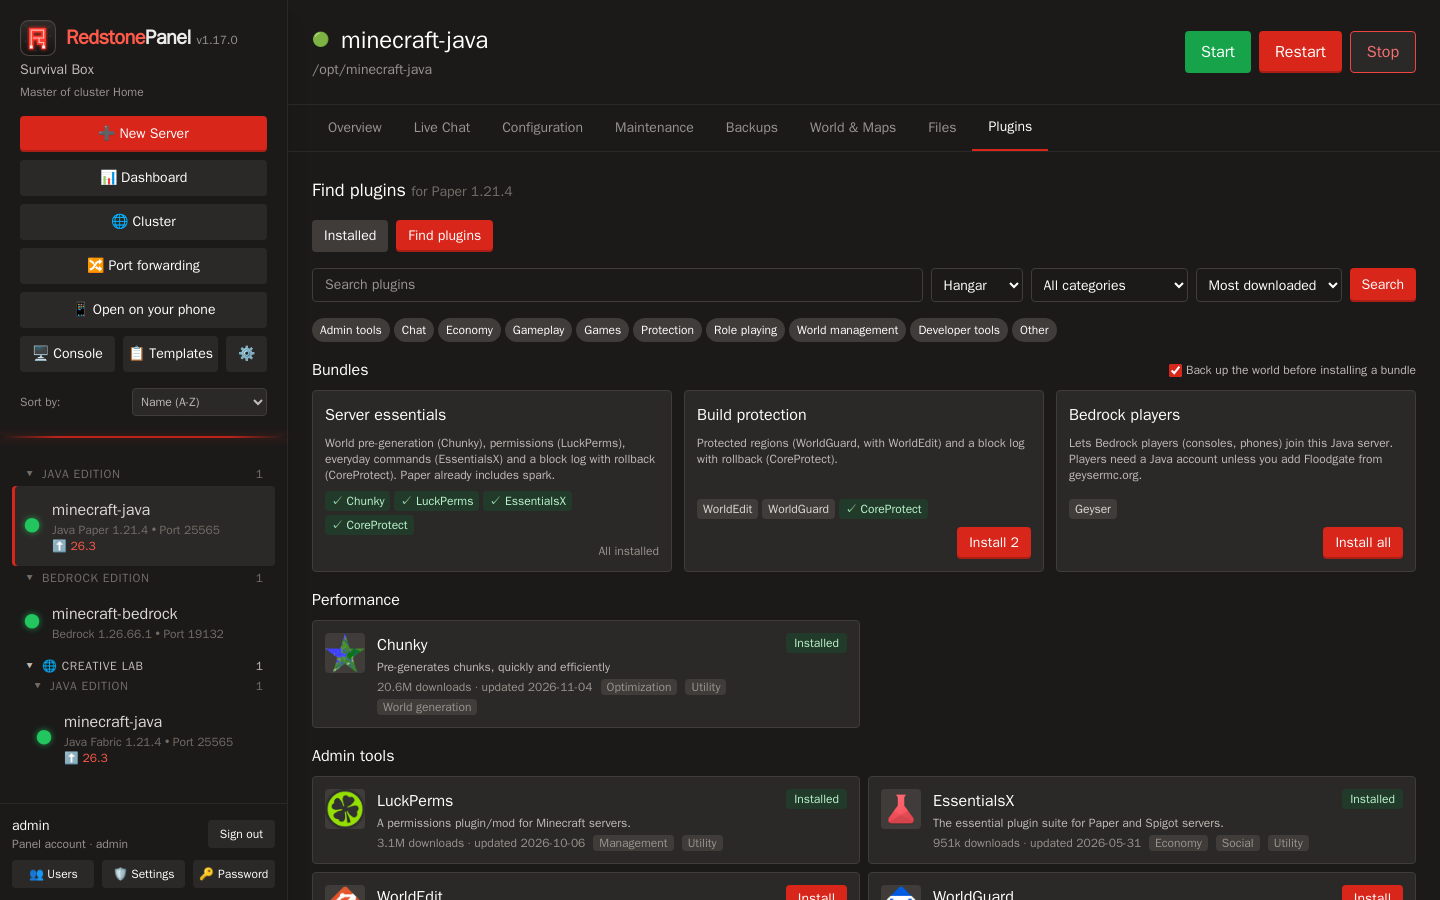 RedstonePanel v1.17.0
Survival Box
Master of cluster Home
New Server
Dashboard
Cluster
Port forwarding
Open on your phone
Console
Templates
Sort by:
Name (A-Z)
JAVA EDITION 1
minecraft-java
Java Paper 1.21.4 • Port 25565
26.3
BEDROCK EDITION 1
minecraft-bedrock
Bedrock 1.26.66.1 • Port 19132
CREATIVE LAB 1
JAVA EDITION 1
minecraft-java
Java Fabric 1.21.4 • Port 25565
26.3
admin
Panel account · admin
Sign out
Users
Settings
Password
minecraft-java
/opt/minecraft-java
Start
Restart
Stop
Overview
Live Chat
Configuration
Maintenance
Backups
World & Maps
Files
Plugins
Find plugins for Paper 1.21.4
Installed
Find plugins
Search plugins
Hangar
All categories
Most downloaded
Search
Admin tools
Chat
Economy
Gameplay
Games
Protection
Role playing
World management
Developer tools
Other
Bundles
Back up the world before installing a bundle
Server essentials
World pre-generation (Chunky), permissions (LuckPerms),
everyday commands (EssentialsX) and a block log with rollback
(CoreProtect). Paper already includes spark.
✓ Chunky
✓ LuckPerms
✓ EssentialsX
✓ CoreProtect
All installed
Build protection
Protected regions (WorldGuard, with WorldEdit) and a block log
with rollback (CoreProtect).
WorldEdit
WorldGuard
✓ CoreProtect
Install 2
Bedrock players
Lets Bedrock players (consoles, phones) join this Java server.
Players need a Java account unless you add Floodgate from
geysermc.org.
Geyser
Install all
Performance
Chunky
Installed
Pre-generates chunks, quickly and efficiently
20.6M downloads · updated 2026-11-04
Optimization
Utility
World generation
Admin tools
LuckPerms
Installed
A permissions plugin/mod for Minecraft servers.
3.1M downloads · updated 2026-10-06
Management
Utility
EssentialsX
Installed
The essential plugin suite for Paper and Spigot servers.
951k downloads · updated 2026-05-31
Economy
Social
Utility
WorldEdit
Install
WorldGuard
Install